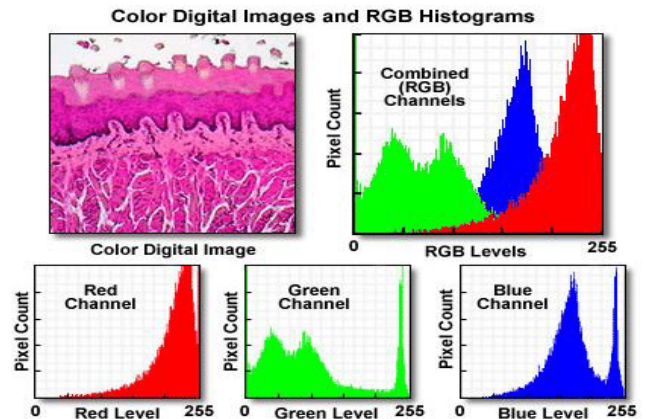 Color Digital Images and RGB Histograms
Combined
(RGB)
Channels
Pixel Count
Color Digital Image
0
RGB Levels
255
Red
Channel
Pixel Count
0
Red Level
255
Green
Channel
Pixel Count
0
Green Level
255
Blue
Channel
Pixel Count
0
Blue Level
255